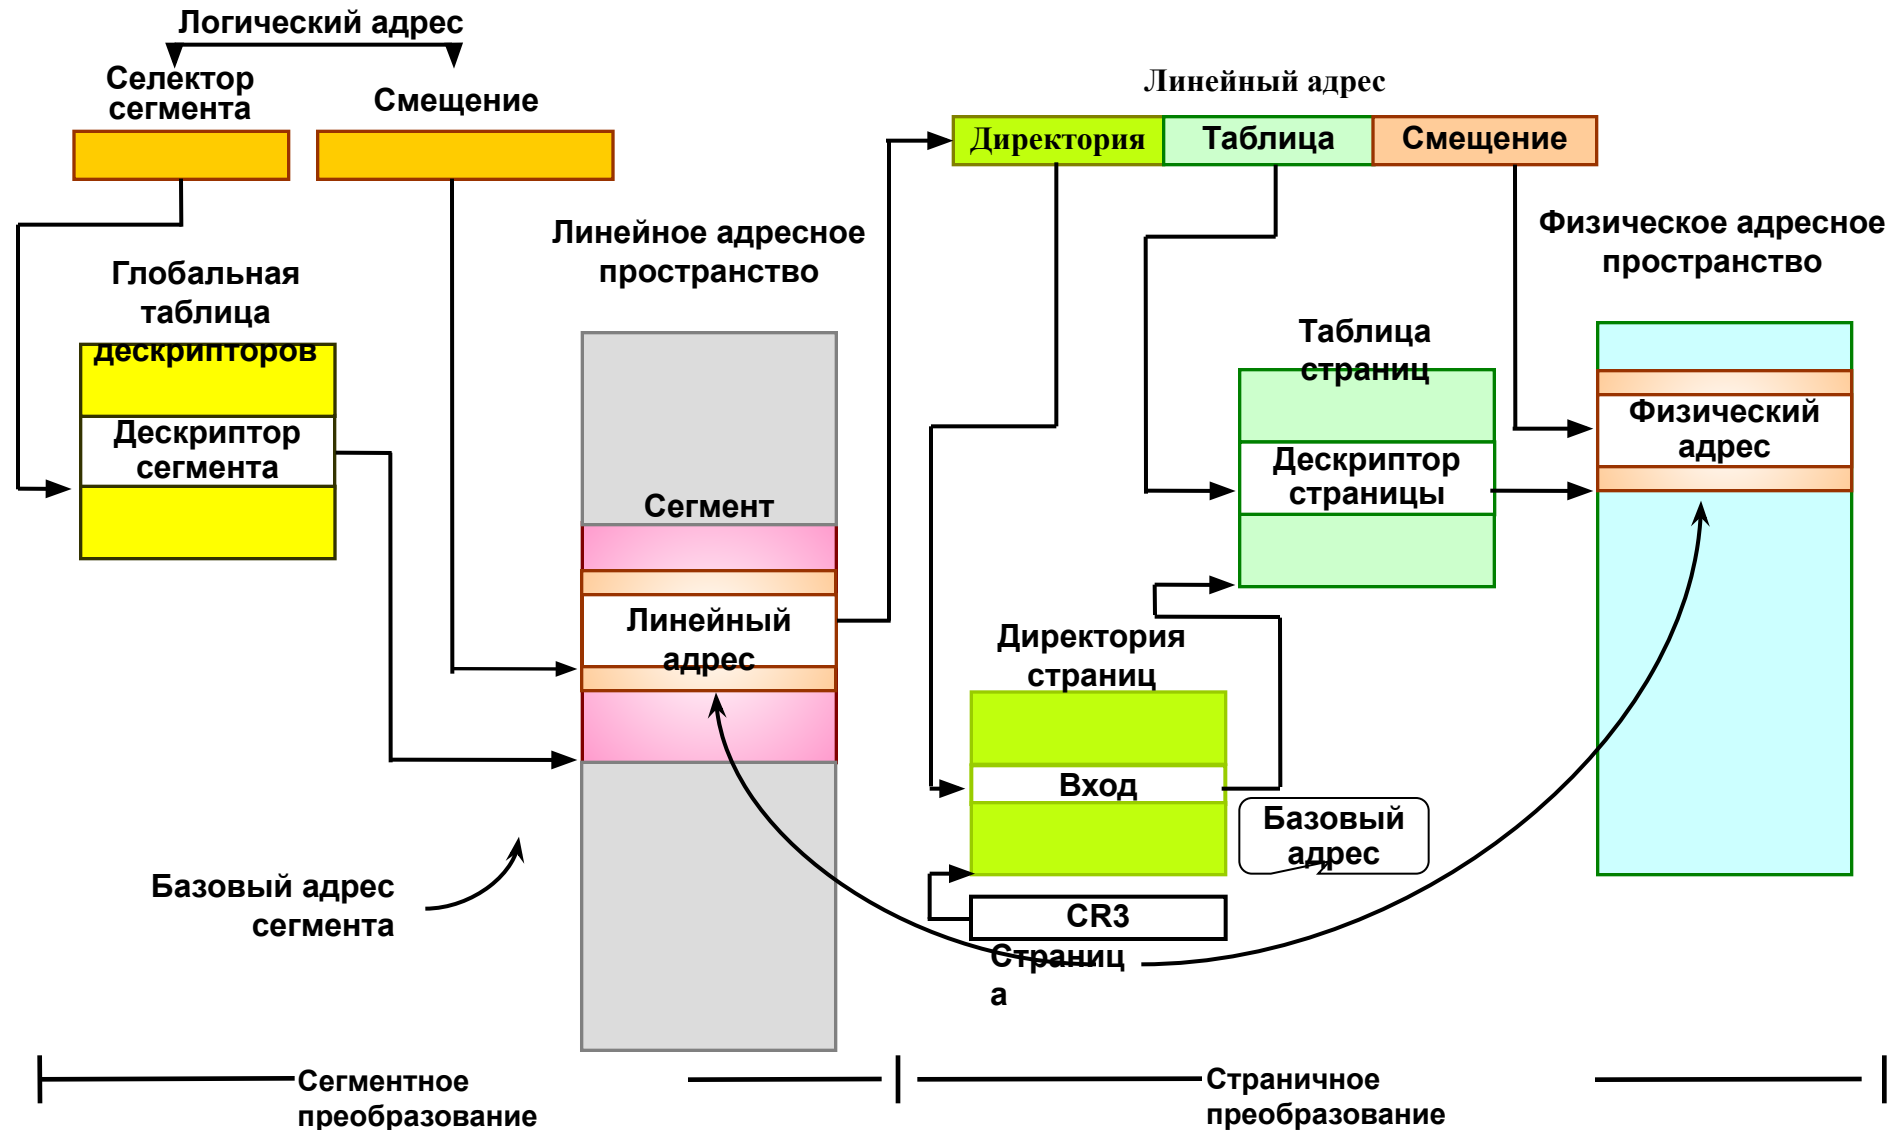 Логический адрес
Селектор
сегмента
Смещение
Линейный адрес
Директория
Таблица
Смещение
Линейное адресное
пространство
Физическое адресное
пространство
Глобальная
таблица
дескрипторов
Дескриптор
сегмента
Таблица
страниц
Дескриптор
страницы
Физический
адрес
Сегмент
Линейный
адрес
Директория
страниц
Вход
Базовый
адрес
Базовый адрес
сегмента
CR3
Страниц
а
Сегментное
преобразование
Страничное
преобразование